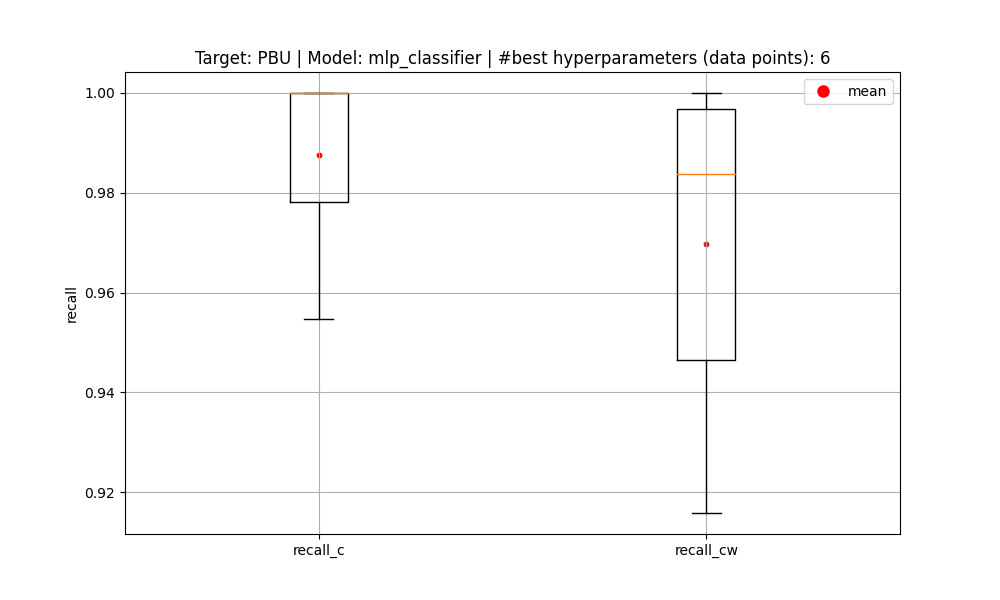 Target: PBU | Model: mlp_classifier | #best hyperparameters (data points): 6
mean
1.00
0.98
0.96
0.94
0.92
recall
recall_c
recall_cw